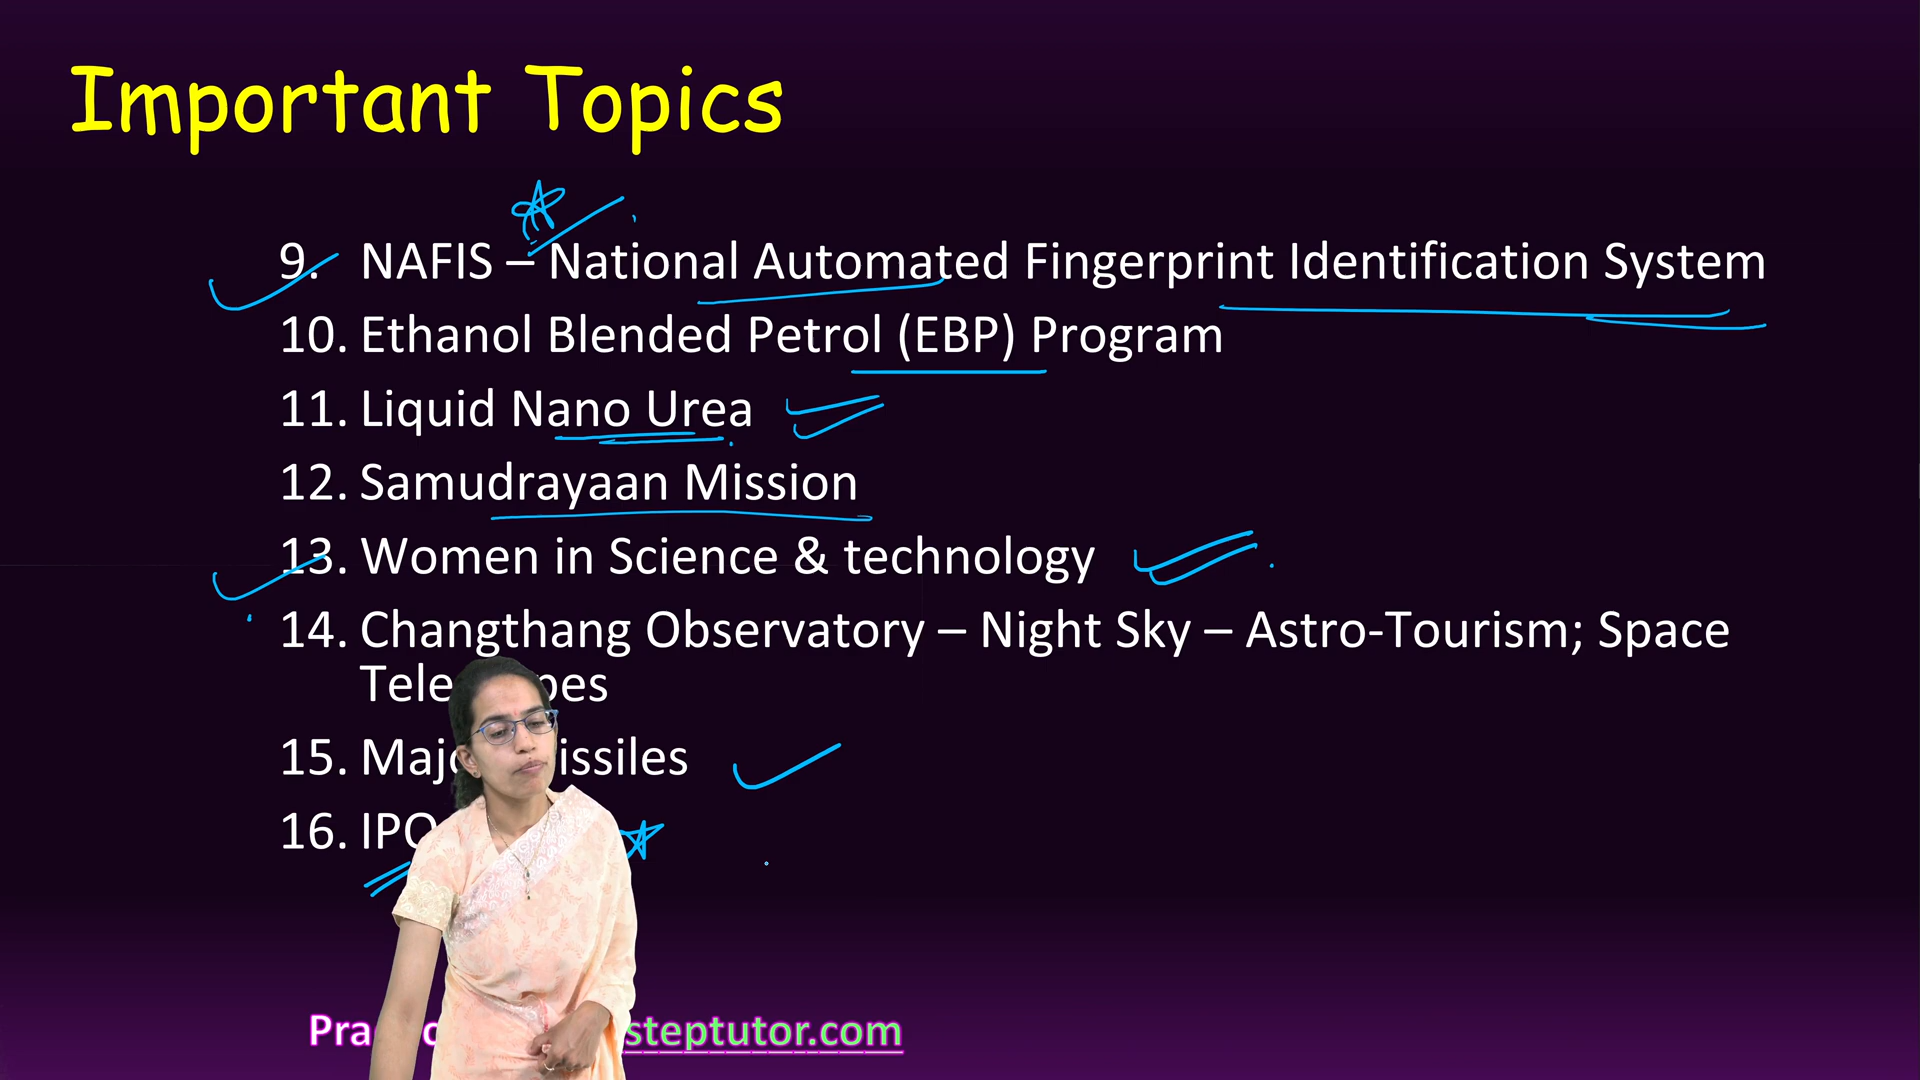 Important Topics
9. NAFIS – National Automated Fingerprint Identification System
10. Ethanol Blended Petrol (EBP) Program
11. Liquid Nano Urea
12. Samudrayaan Mission
13. Women in Science & technology
14. Changthang Observatory – Night Sky – Astro-Tourism; Space
15.
16.
steptutor.com